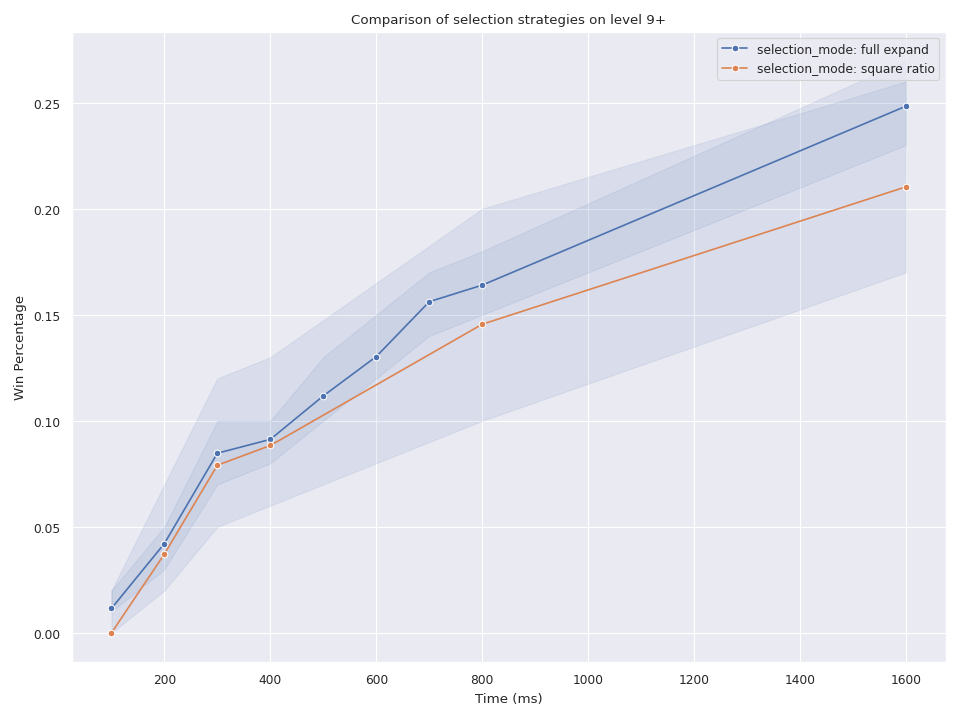 Comparison of selection strategies on level 9+
selection_mode: full expand
selection_mode: square ratio
Win Percentage
0.25
0.20
0.15
0.10
0.05
0.00
200 400 600 800 1000 1200 1400 1600
Time (ms)